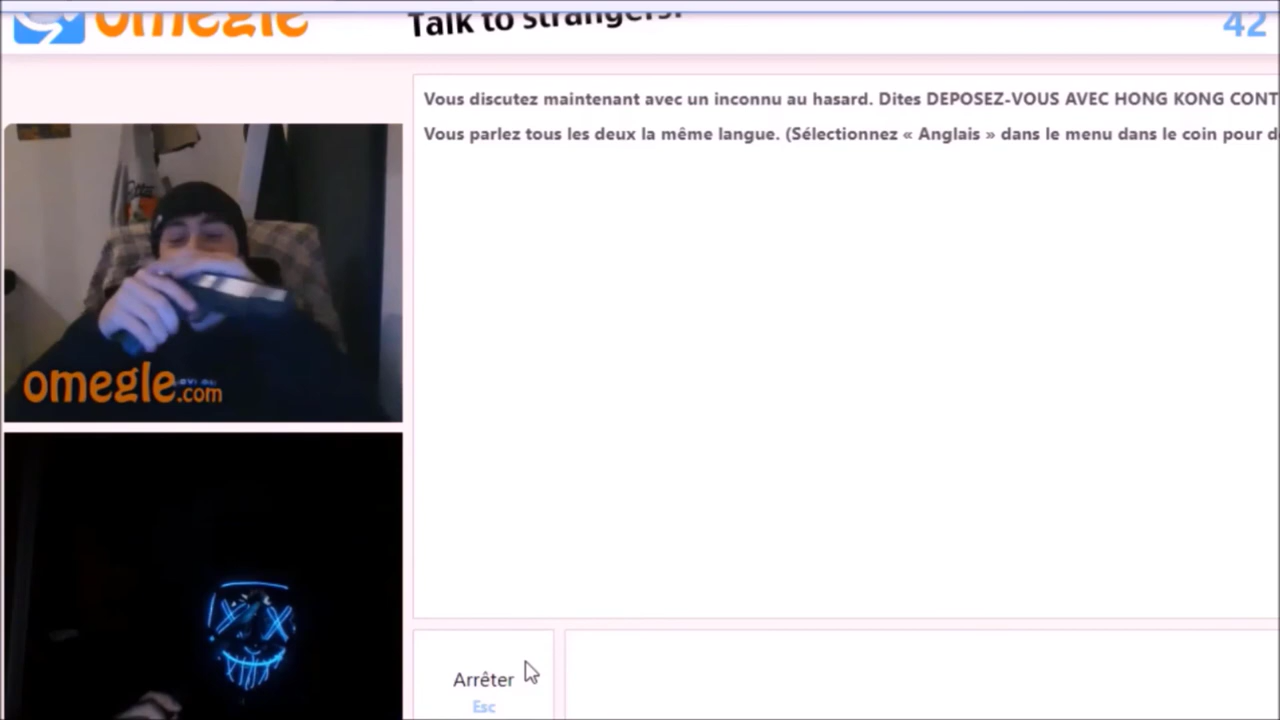 omegle
Talk to strangers!
42
Vous discutez maintenant avec un inconnu au hasard. Dites DEPOSEZ-VOUS AVEC HONG KONG CONT
Vous parlez tous les deux la même langue. (Sélectionnez « Anglais » dans le menu dans le coin pour d
omegle.com
Arrêter
Esc